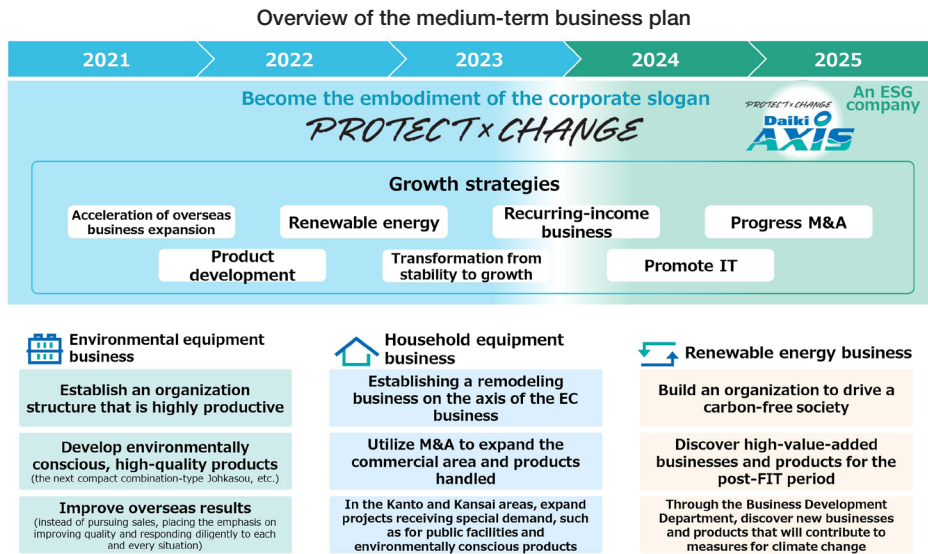 Overview of the medium-term business plan
2021
2022
2023
2024
2025
Become the embodiment of the corporate slogan
PROTECT×CHANGE
PROTECT×CHANGE
Daiki
AXIS
An ESG
company
Growth strategies
Acceleration of overseas
business expansion
Renewable energy
Recurring-income
business
Progress M&A
Product
development
Transformation from
stability to growth
Promote IT
Environmental equipment
business
Establish an organization
structure that is highly productive
Develop environmentally
conscious, high-quality products
(the next compact combination-type Johkasou, etc.)
Improve overseas results
(instead of pursuing sales, placing the emphasis on
improving quality and responding diligently to each
and every situation)
Household equipment
business
Establishing a remodeling
business on the axis of the EC
business
Utilize M&A to expand the
commercial area and products
handled
In the Kanto and Kansai areas, expand
projects receiving special demand, such
as for public facilities and
environmentally conscious products
Renewable energy business
Build an organization to drive a
carbon-free society
Discover high-value-added
businesses and products for the
post-FIT period
Through the Business Development
Department, discover new businesses
and products that will contribute to
measures for climate change